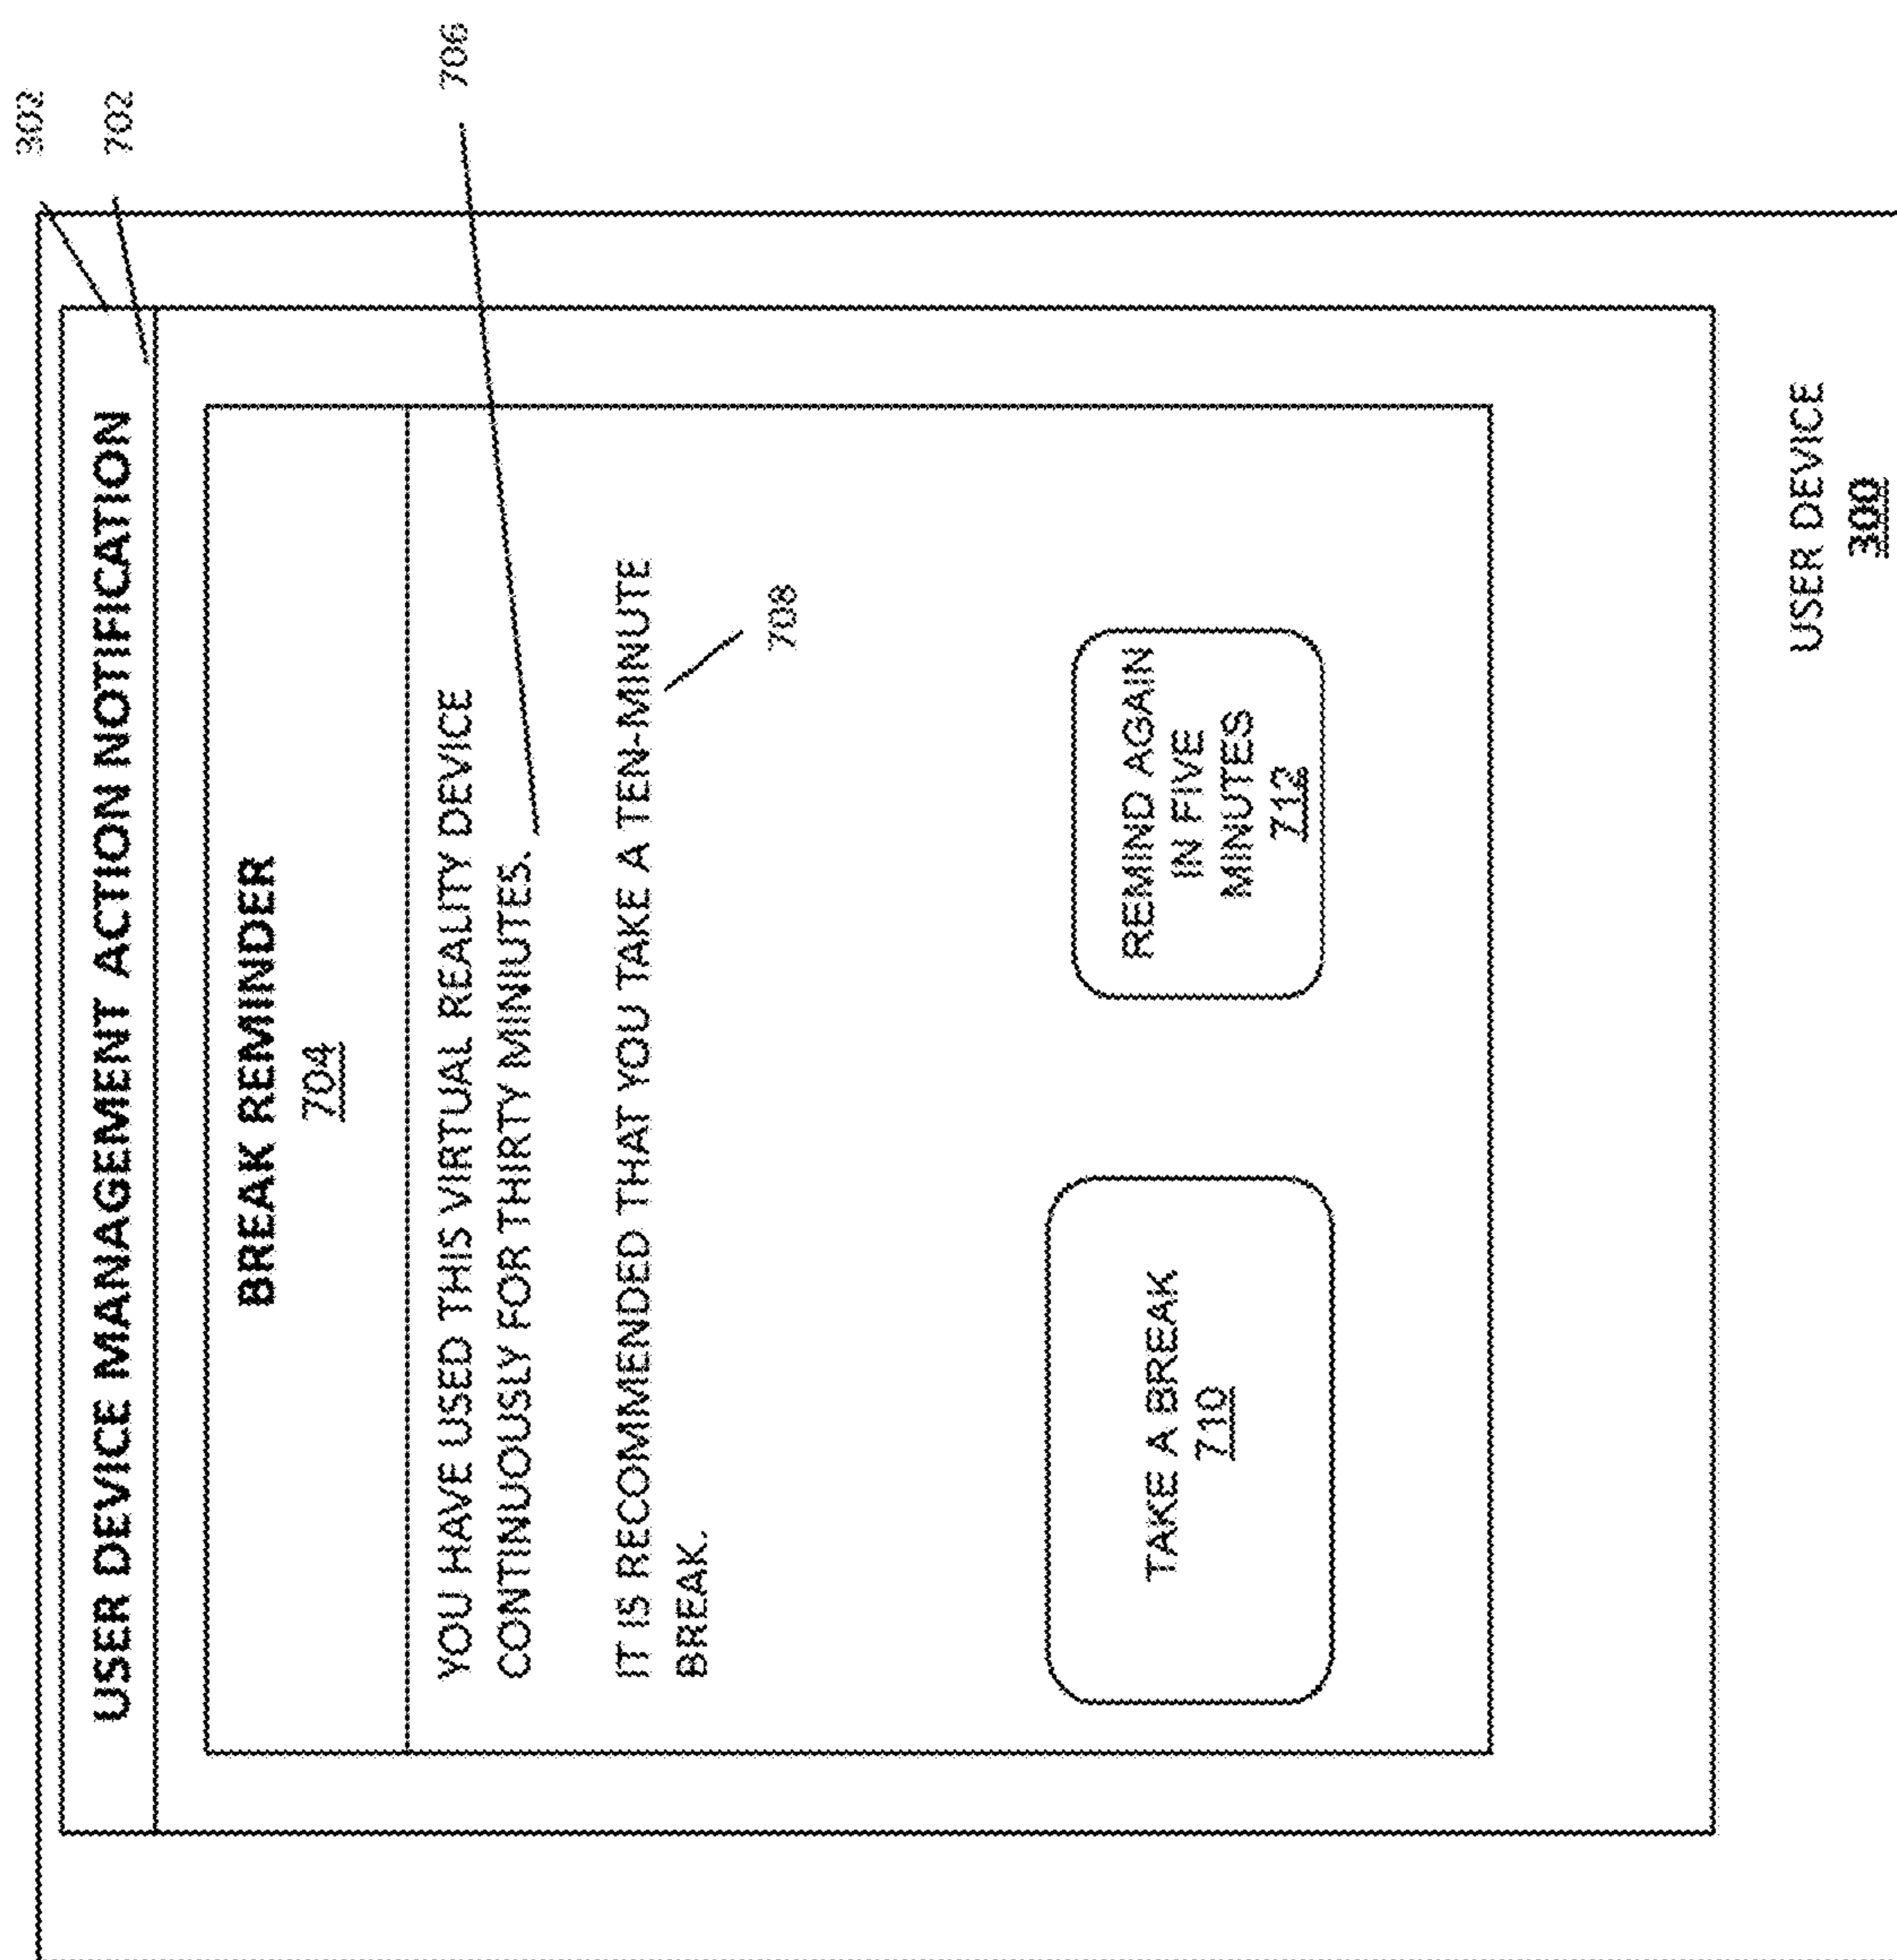 302
702
USER DEVICE MANAGEMENT ACTION NOTIFICATION
BREAK REMINDER
704
706
YOU HAVE USED THIS VIRTUAL REALITY DEVICE
CONTINUOUSLY FOR THIRTY MINIUTES.
IT IS RECOMMENDED THAT YOU TAKE A TEN-MINUTE
BREAK.
708
TAKE A BREAK
710
REMIND AGAIN
IN FIVE
MINUTES
712
USER DEVICE
300